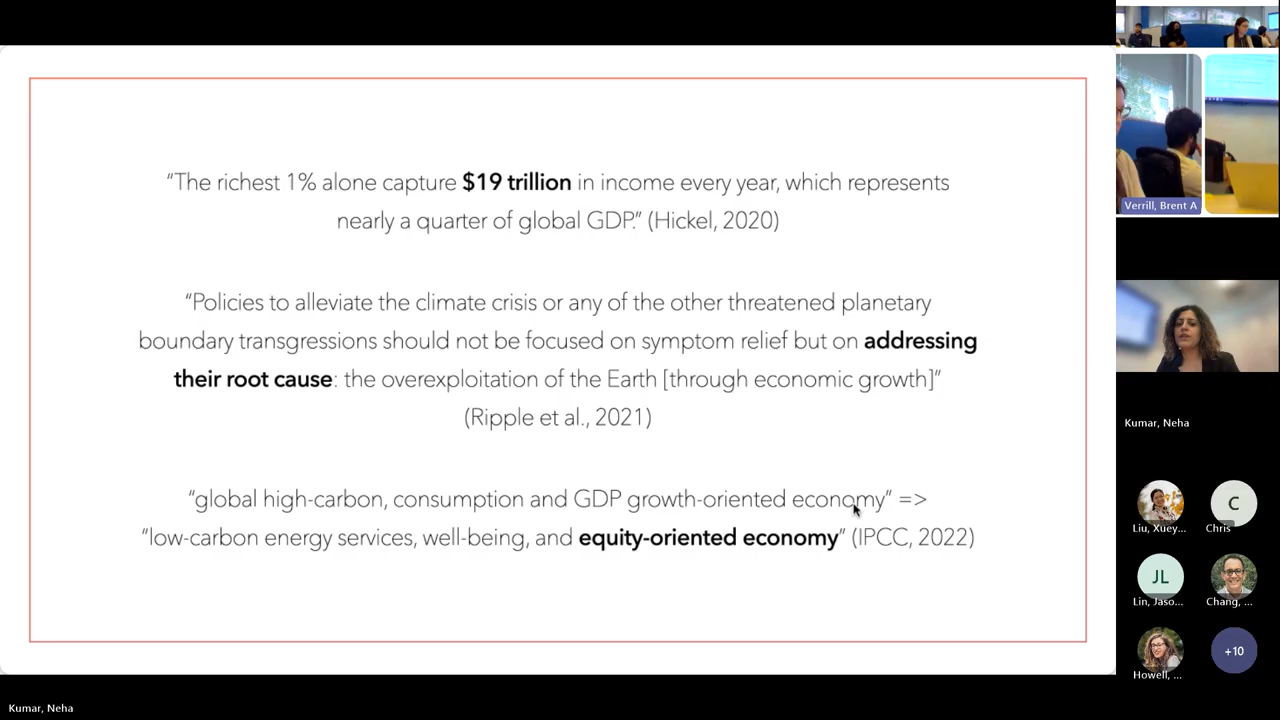 “The richest 1% alone capture $19 trillion in income every year, which represents
nearly a quarter of global GDP.” (Hickel, 2020)
“Policies to alleviate the climate crisis or any of the other threatened planetary
boundary transgressions should not be focused on symptom relief but on addressing
their root cause: the overexploitation of the Earth [through economic growth]”
(Ripple et al., 2021)
“global high-carbon, consumption and GDP growth-oriented economy” =>
“low-carbon energy services, well-being, and equity-oriented economy” (IPCC, 2022)
Verrill, Brent A
Kumar, Neha
Liu, Xuey...
C
Chris
JL
Lin, Jaso...
Chang, ...
Howell, ...
+10
Kumar, Neha